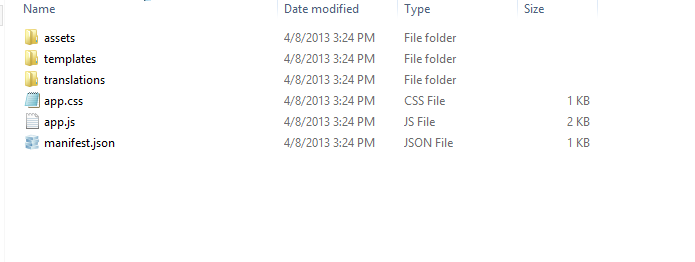 Name Date modified Type Size
assets 4/8/2013 3:24 PM File folder
templates 4/8/2013 3:24 PM File folder
translations 4/8/2013 3:24 PM File folder
app.css 4/8/2013 3:24 PM CSS File 1 KB
app.js 4/8/2013 3:24 PM JS File 2 KB
manifest.json 4/8/2013 3:24 PM JSON File 1 KB